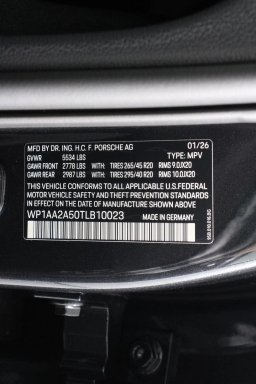 MFD BY DR. ING. H.C. F. PORSCHE AG 01/26
GVWR 5534 LBS TYPE: MPV
GAWR FRONT 2778 LBS WITH TIRES 265/45 R20 RIMS 9.0JX20
GAWR REAR 2987 LBS WITH TIRES 295/40 R20 RIMS 10.0JX20
THIS VEHICLE CONFORMS TO ALL APPLICABLE U.S.FEDERAL
MOTOR VEHICLE SAFETY STANDARDS IN
EFFECT ON THE DATE OF MANUFACTURE SHOWN ABOVE
WP1AA2A50TLB10023 MADE IN GERMANY